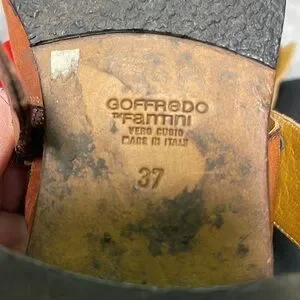 GOFFREDO
FANTINI
VERO CUOIO
MADE IN ITALY
37